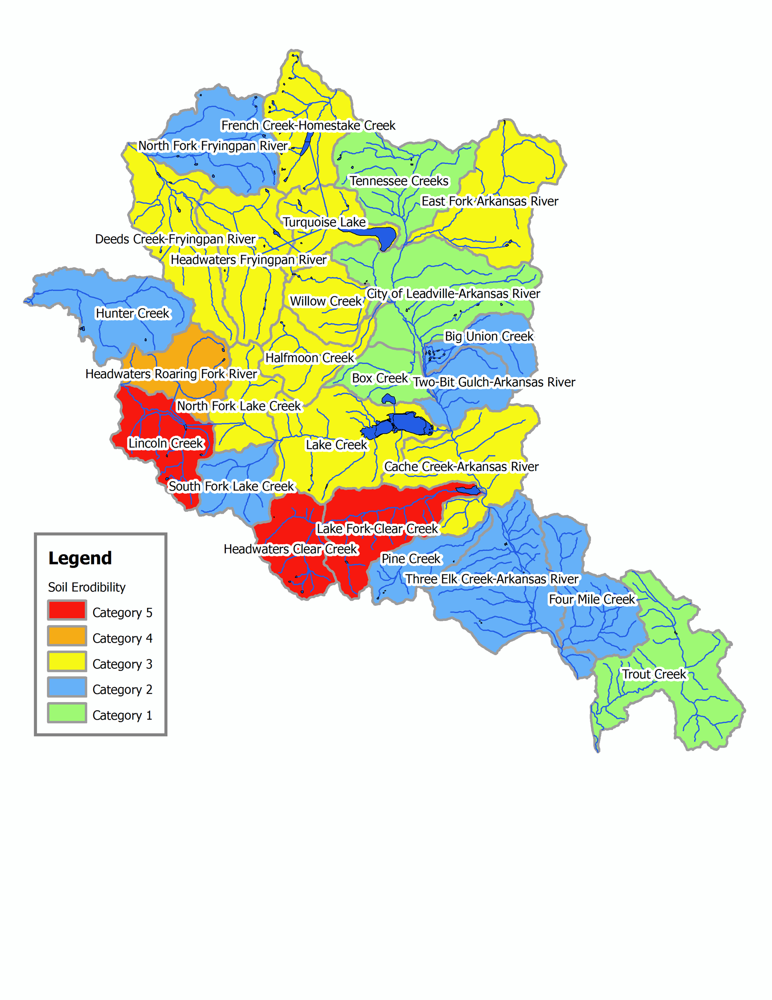 French Creek-Homestake Creek
North Fork Fryingpan River
Tennessee Creeks
East Fork Arkansas River
Turquoise Lake
Deeds Creek-Fryingpan River
Headwaters Fryingpan River
City of Leadville-Arkansas River
Willow Creek
Hunter Creek
Big Union Creek
Halfmoon Creek
Headwaters Roaring Fork River
Box Creek
Two-Bit Gulch-Arkansas River
North Fork Lake Creek
Lincoln Creek
Lake Creek
Cache Creek-Arkansas River
South Fork Lake Creek
Lake Fork-Clear Creek
Headwaters Clear Creek
Pine Creek
Three Elk Creek-Arkansas River
Four Mile Creek
Trout Creek
Legend
Soil Erodibility
Category 5
Category 4
Category 3
Category 2
Category 1